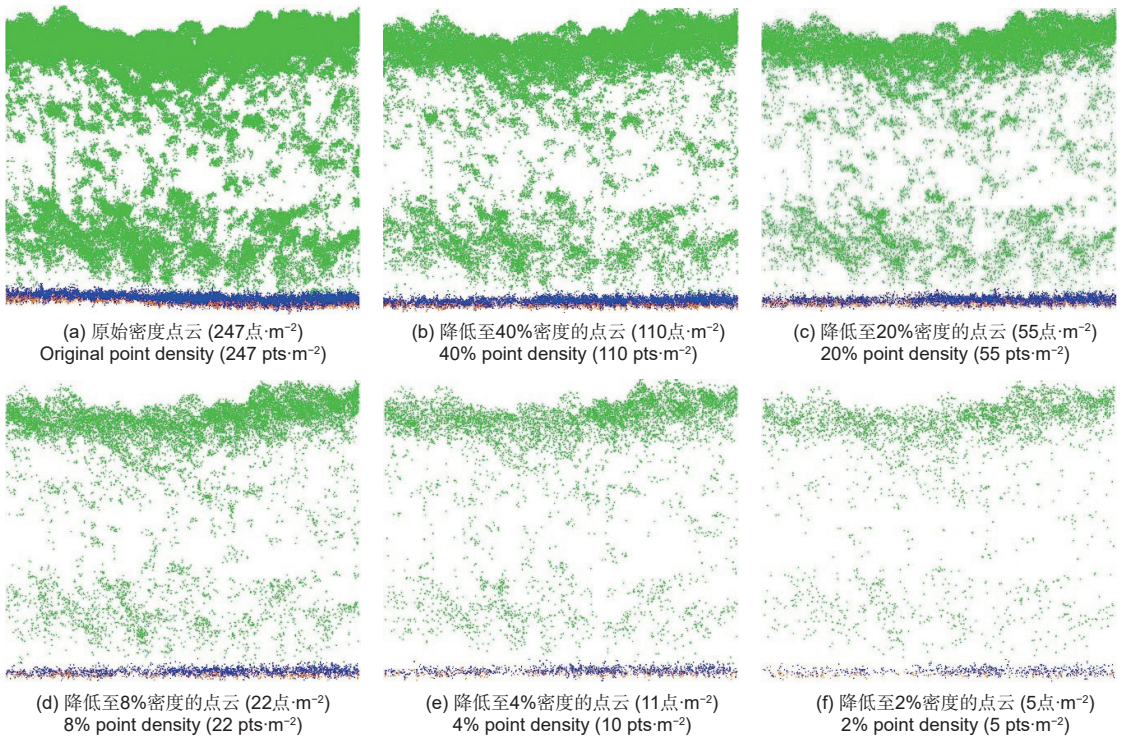 (a) 原始密度点云 (247点·m⁻²)
Original point density (247 pts·m⁻²)
(b) 降低至40%密度的点云 (110点·m⁻²)
40% point density (110 pts·m⁻²)
(c) 降低至20%密度的点云 (55点·m⁻²)
20% point density (55 pts·m⁻²)
(d) 降低至8%密度的点云 (22点·m⁻²)
8% point density (22 pts·m⁻²)
(e) 降低至4%密度的点云 (11点·m⁻²)
4% point density (10 pts·m⁻²)
(f) 降低至2%密度的点云 (5点·m⁻²)
2% point density (5 pts·m⁻²)